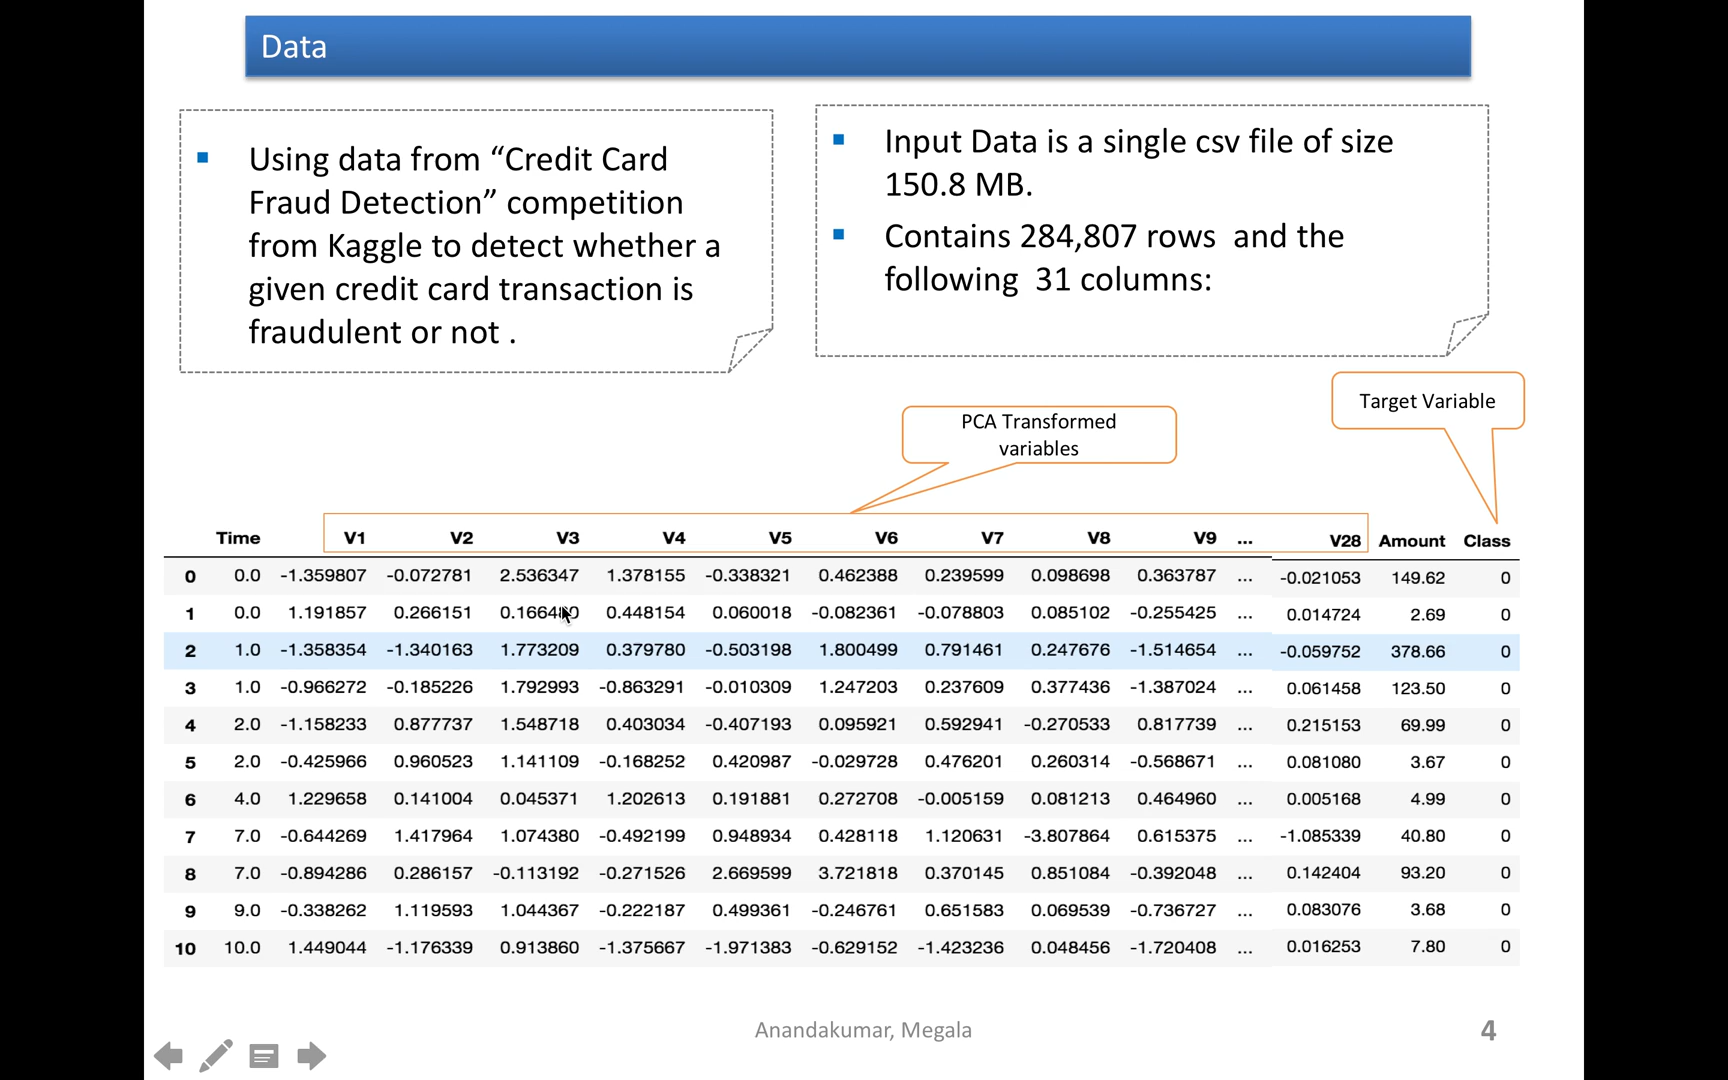 Data
Using data from “Credit Card
Fraud Detection” competition
from Kaggle to detect whether a
given credit card transaction is
fraudulent or not .
Input Data is a single csv file of size
150.8 MB.
Contains 284,807 rows and the
following 31 columns:
PCA Transformed
variables
Target Variable
Time V1 V2 V3 V4 V5 V6 V7 V8 V9 ... V28 Amount Class
0 0.0 -1.359807 -0.072781 2.536347 1.378155 -0.338321 0.462388 0.239599 0.098698 0.363787 ... -0.021053 149.62 0
1 0.0 1.191857 0.266151 0.448154 0.060018 -0.082361 -0.078803 0.085102 -0.255425 ... 0.014724 2.69 0
2 1.0 -1.358354 -1.340163 1.773209 0.379780 -0.503198 1.800499 0.791461 0.247676 -1.514654 ... -0.059752 378.66 0
3 1.0 -0.966272 -0.185226 1.792993 -0.863291 -0.010309 1.247203 0.237609 0.377436 -1.387024 ... 0.061458 123.50 0
4 2.0 -1.158233 0.877737 1.548718 0.403034 -0.407193 0.095921 0.592941 -0.270533 0.817739 ... 0.215153 69.99 0
5 2.0 -0.425966 0.960523 1.141109 -0.168252 0.420987 -0.029728 0.476201 0.260314 -0.568671 ... 0.081080 3.67 0
6 4.0 1.229658 0.141004 0.045371 1.202613 0.191881 0.272708 -0.005159 0.081213 0.464960 ... 0.005168 4.99 0
7 7.0 -0.644269 1.417964 1.074380 -0.492199 0.948934 0.428118 1.120631 -3.807864 0.615375 ... -1.085339 40.80 0
8 7.0 -0.894286 0.286157 -0.113192 -0.271526 2.669599 3.721818 0.370145 0.851084 -0.392048 ... 0.142404 93.20 0
9 9.0 -0.338262 1.119593 1.044367 -0.222187 0.499361 -0.246761 0.651583 0.069539 -0.736727 ... 0.083076 3.68 0
10 10.0 1.449044 -1.176339 0.913860 -1.375667 -1.971383 -0.629152 -1.423236 0.048456 -1.720408 ... 0.016253 7.80 0
Anandakumar, Megala
4